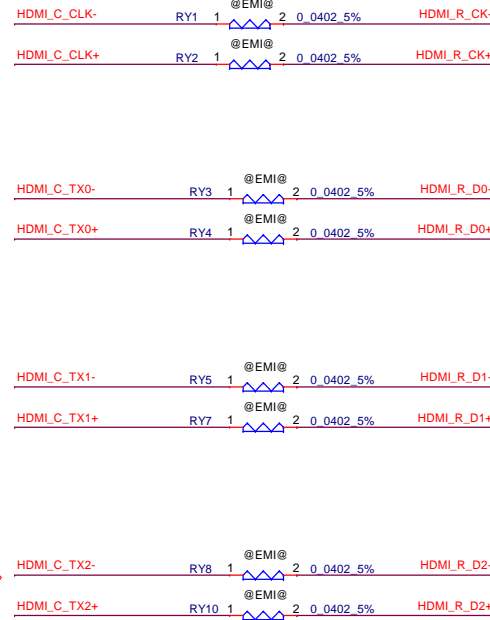 @EMI@
HDMI_C_CLK- RY1 1 2 0_0402_5% HDMI_R_CK-
@EMI@
HDMI_C_CLK+ RY2 1 2 0_0402_5% HDMI_R_CK+
@EMI@
HDMI_C_TX0- RY3 1 2 0_0402_5% HDMI_R_D0-
@EMI@
HDMI_C_TX0+ RY4 1 2 0_0402_5% HDMI_R_D0+
@EMI@
HDMI_C_TX1- RY5 1 2 0_0402_5% HDMI_R_D1-
@EMI@
HDMI_C_TX1+ RY7 1 2 0_0402_5% HDMI_R_D1+
@EMI@
HDMI_C_TX2- RY8 1 2 0_0402_5% HDMI_R_D2-
@EMI@
HDMI_C_TX2+ RY10 1 2 0_0402_5% HDMI_R_D2+